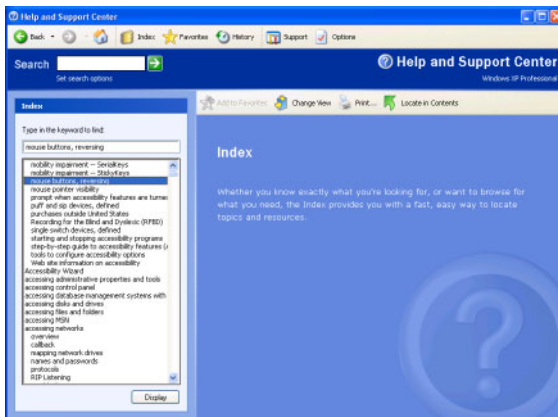 Help and Support Center
Back
Index
Favorites
History
Support
Options
Search
Set search options
Help and Support Center
Windows XP Professional
Index
Add to Favorites
Change View
Print...
Locate in Contents
Type in the keyword to find:
mouse buttons, reversing
mobility impairment -- SerialKeys
mobility impairment -- StickyKeys
mouse buttons, reversing
mouse pointer visibility
prompt when accessibility features are turned
puff and sip devices, defined
purchases outside United States
Recording for the Blind and Dyslexic (RFBD)
single switch devices, defined
starting and stopping accessibility programs
step-by-step guide to accessibility features (
tools to configure accessibility options
Web site information on accessibility
Accessibility Wizard
accessing administrative properties and tools
accessing control panel
accessing database management systems with
accessing disks and drives
accessing files and folders
accessing MSN
accessing networks
overview
callback
mapping network drives
names and passwords
protocols
RIP Listening
Display
Index
Whether you know exactly what you're looking for, or want to browse for
what you need, the Index provides you with a fast, easy way to locate
topics and resources.